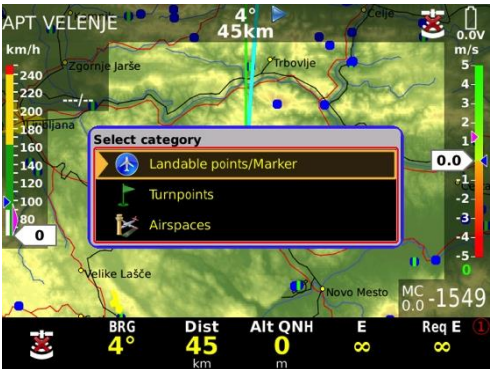 APT VELENJE
4°
45km
Celje
0.0V
km/h
m/s
Zgornje Jarše
Trbovlje
240
220
200
180
160
140
120
100
80
0
5
4
3
2
1
0.0
-1
-2
-3
-4
-5
0
---/--
Select category
Landable points/Marker
Turnpoints
Airspaces
Velike Lašče
Novo Mesto
MC
0.0
-1549
BRG
Dist
Alt QNH
E
Req E
1
4°
45
0
∞
∞
km
m